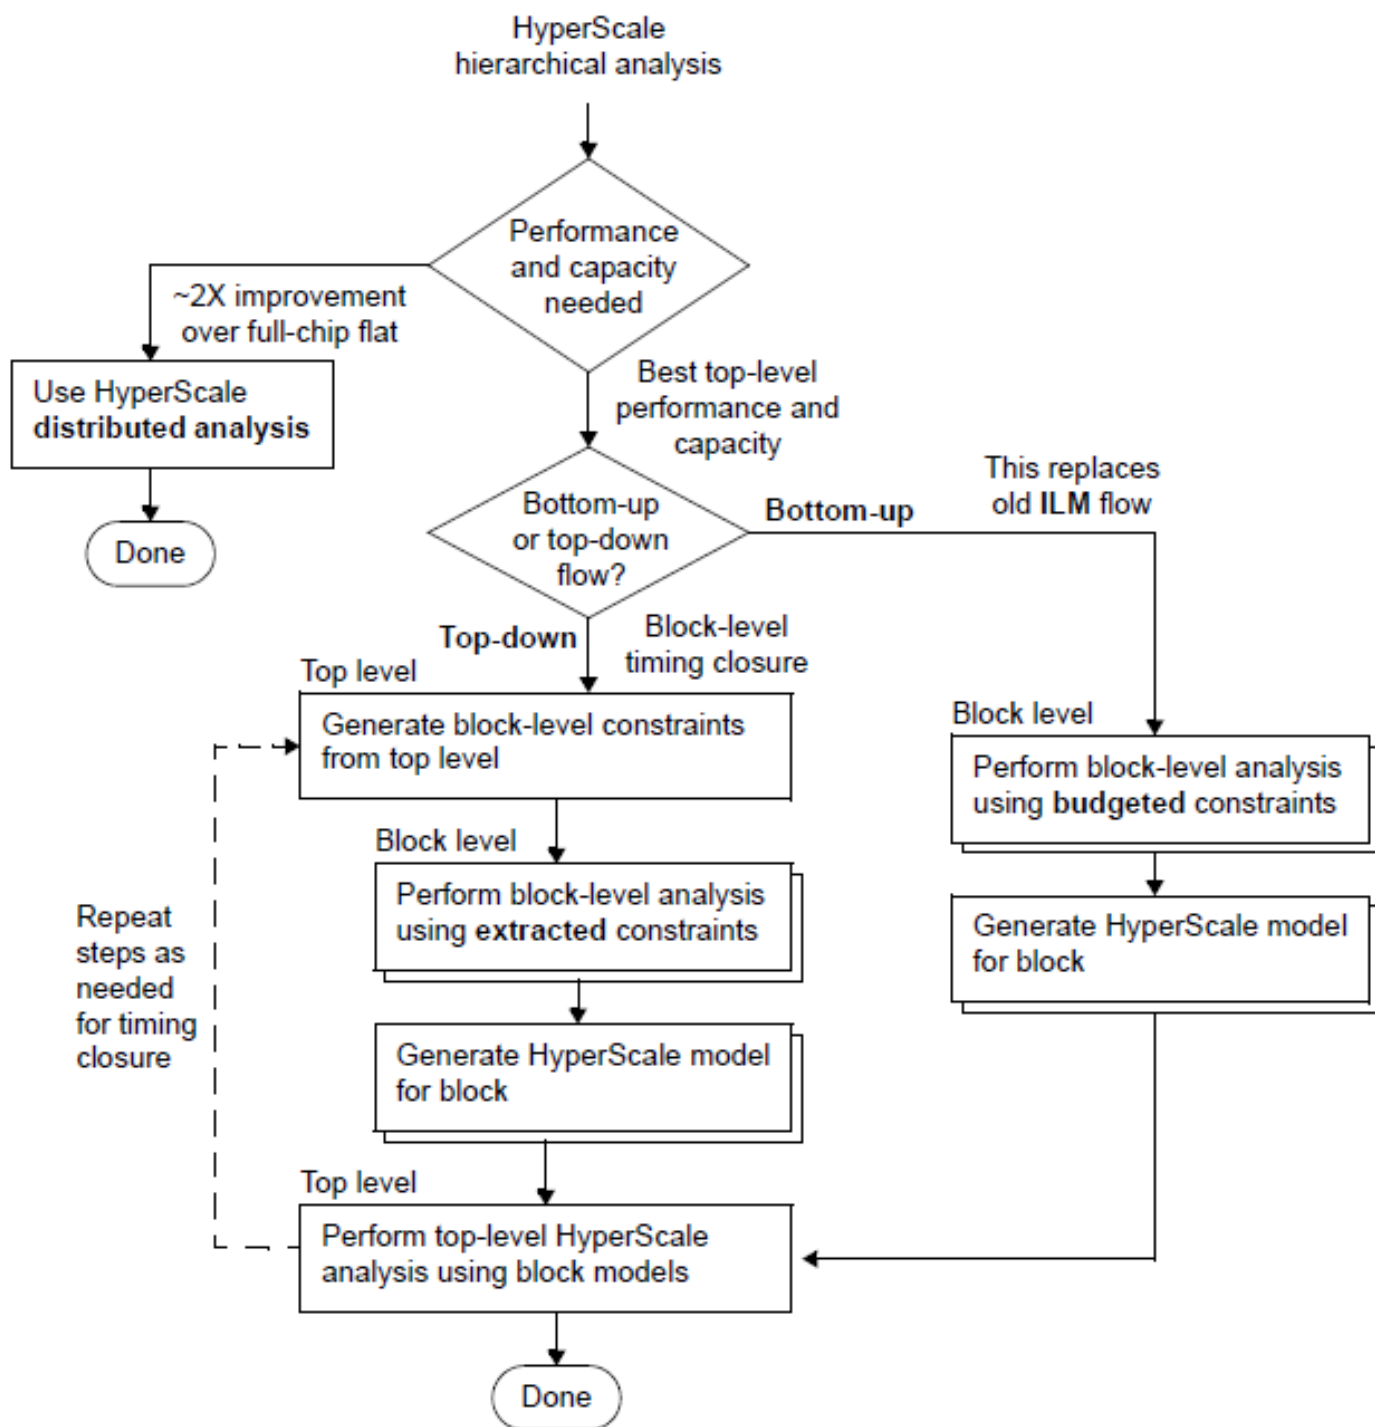 HyperScale
hierarchical analysis
Performance
and capacity
needed
~2X improvement
over full-chip flat
Use HyperScale
distributed analysis
Done
Best top-level
performance and
capacity
Bottom-up
or top-down
flow?
Bottom-up
This replaces
old ILM flow
Top-down
Block-level
timing closure
Top level
Generate block-level constraints
from top level
Block level
Perform block-level analysis
using extracted constraints
Generate HyperScale model
for block
Block level
Perform block-level analysis
using budgeted constraints
Generate HyperScale model
for block
Repeat
steps as
needed
for timing
closure
Top level
Perform top-level HyperScale
analysis using block models
Done